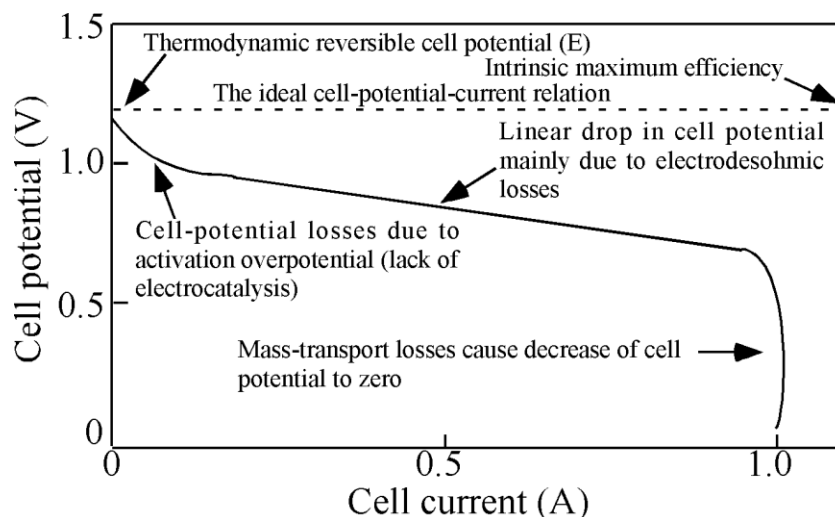 1.5
Thermodynamic reversible cell potential (E)
Intrinsic maximum efficiency
The ideal cell-potential-current relation
Linear drop in cell potential
mainly due to electrodesohmic
losses
1.0
Cell-potential losses due to
activation overpotential (lack of
electrocatalysis)
0.5
Mass-transport losses cause decrease of cell
potential to zero
0
0
0.5
1.0
Cell potential (V)
Cell current (A)